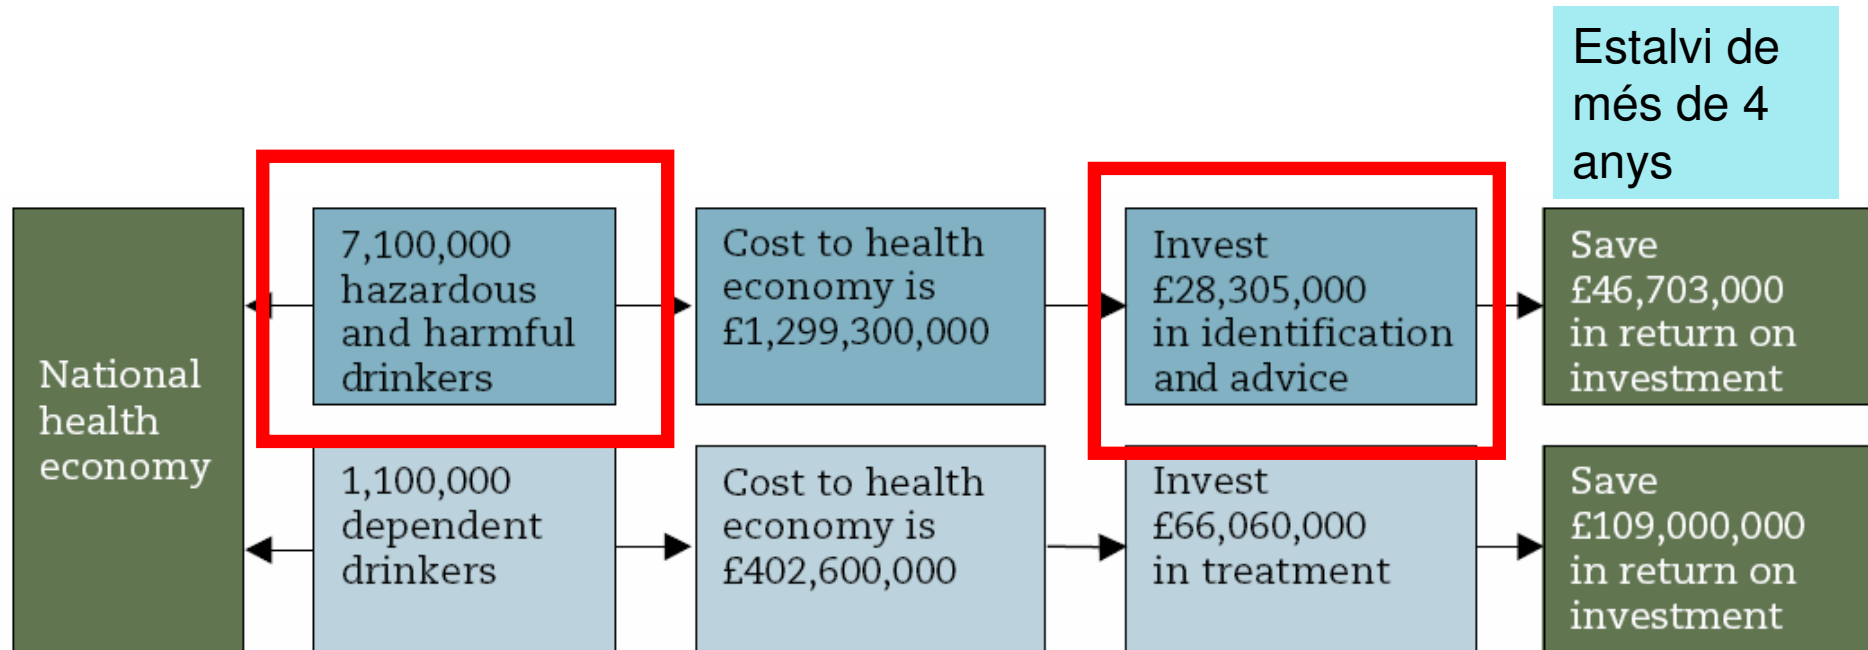 Estalvi de
més de 4
anys
National
health
economy
7,100,000
hazardous
and harmful
drinkers
Cost to health
economy is
£1,299,300,000
Invest
£28,305,000
in identification
and advice
Save
£46,703,000
in return on
investment
1,100,000
dependent
drinkers
Cost to health
economy is
£402,600,000
Invest
£66,060,000
in treatment
Save
£109,000,000
in return on
investment